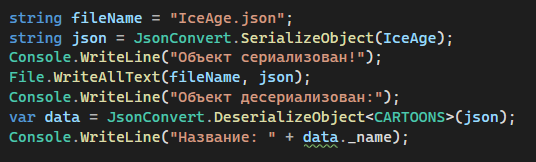 string fileName = "IceAge.json";
string json = JsonConvert.SerializeObject(IceAge);
Console.WriteLine("Объект сериализован!");
File.WriteAllText(fileName, json);
Console.WriteLine("Объект десериализован:");
var data = JsonConvert.DeserializeObject<CARTOONS>(json);
Console.WriteLine("Название: " + data._name);